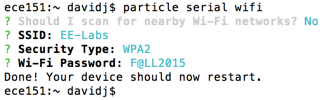 ece151:~ davidj$ particle serial wifi
? Should I scan for nearby Wi-Fi networks? No
? SSID: EE-Labs
? Security Type: WPA2
? Wi-Fi Password: F@LL2015
Done! Your device should now restart.
ece151:~ davidj$